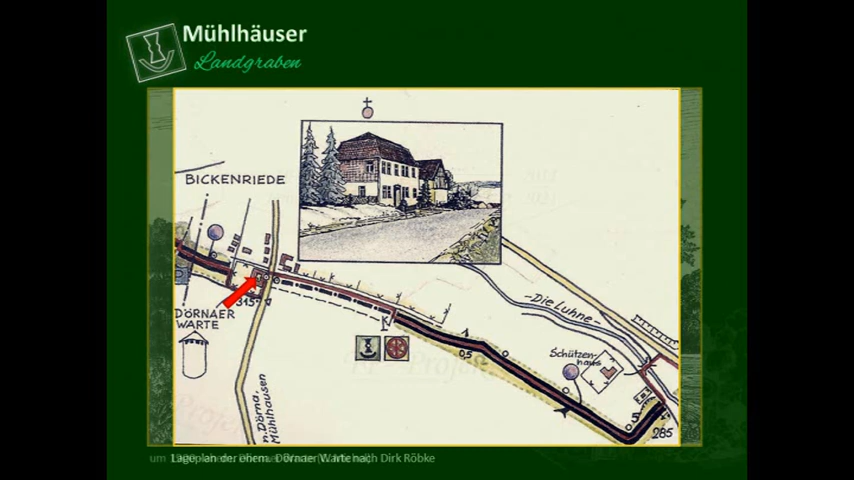 Mühlhäuser
Landgraben
BICKENRIEDE
DÖRNAER
WARTE
315
Die Luhne
Schützen-
haus
0,5
n. Dörna,
Mühlhausen
285
Lageplan der ehem. Dörnaer Warte nach Dirk Röbke